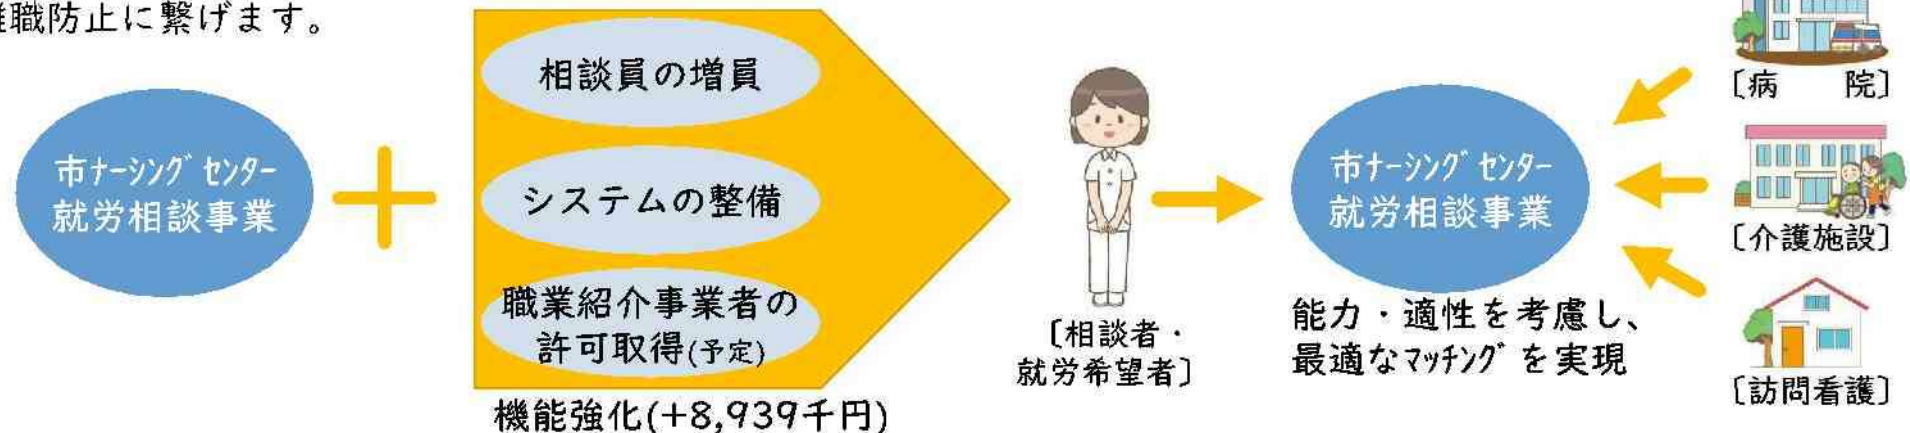 離職防止に繋げます。
市ナーシングセンター
就労相談事業
相談員の増員
システムの整備
職業紹介事業者の
許可取得(予定)
機能強化(+8,939千円)
〔相談者・
就労希望者〕
市ナーシングセンター
就労相談事業
能力・適性を考慮し、
最適なマッチングを実現
〔病　　院〕
〔介護施設〕
〔訪問看護〕